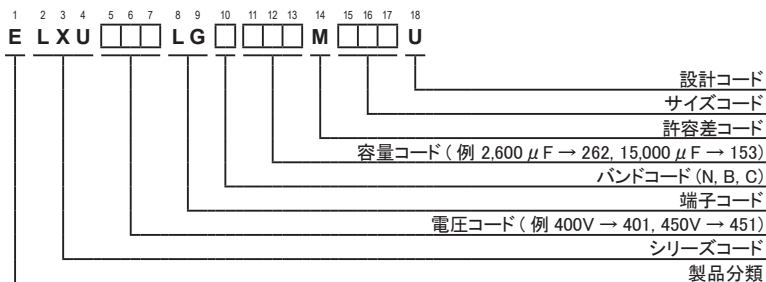 1 2 3 4 5 6 7 8 9 10 11 12 13 14 15 16 17 18
E L X U □□□ L G □ □□□ M □□□ U
設計コード
サイズコード
許容差コード
容量コード ( 例 2,600 μ F → 262, 15,000 μ F → 153)
バンドコード (N, B, C)
端子コード
電圧コード ( 例 400V → 401, 450V → 451)
シリーズコード
製品分類